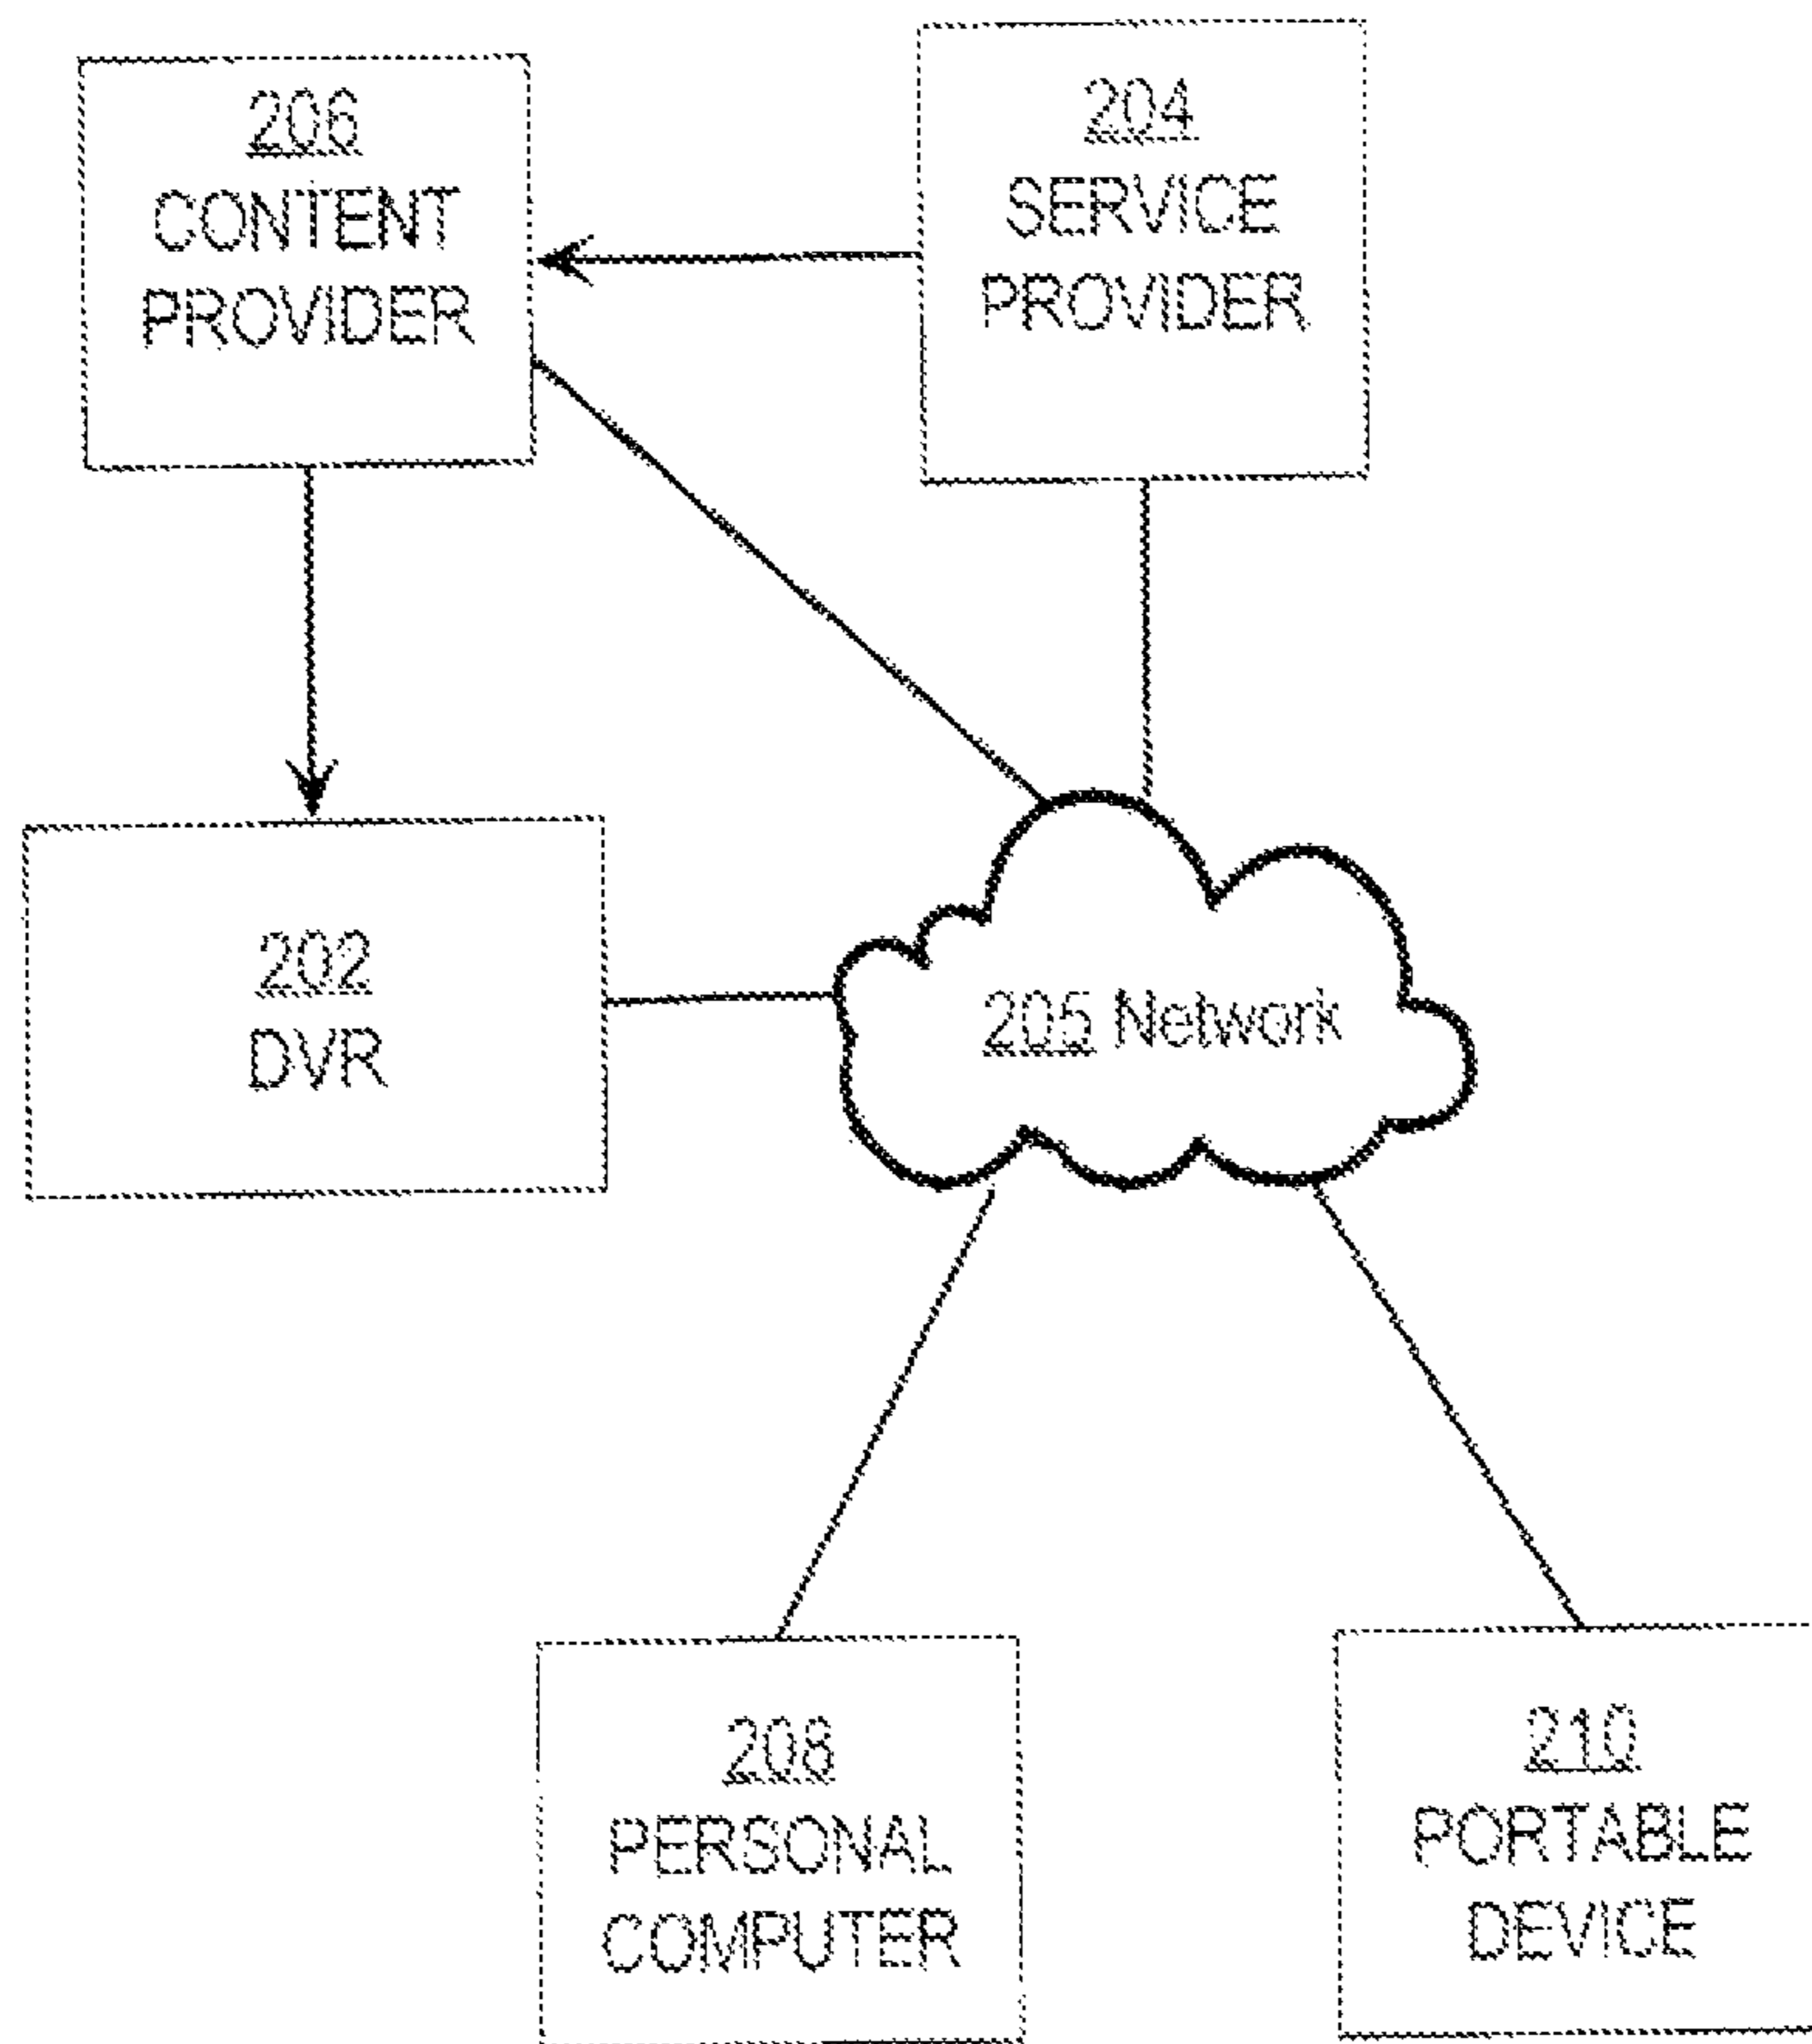 206
CONTENT
PROVIDER
204
SERVICE
PROVIDER
202
DVR
205 Network
208
PERSONAL
COMPUTER
210
PORTABLE
DEVICE